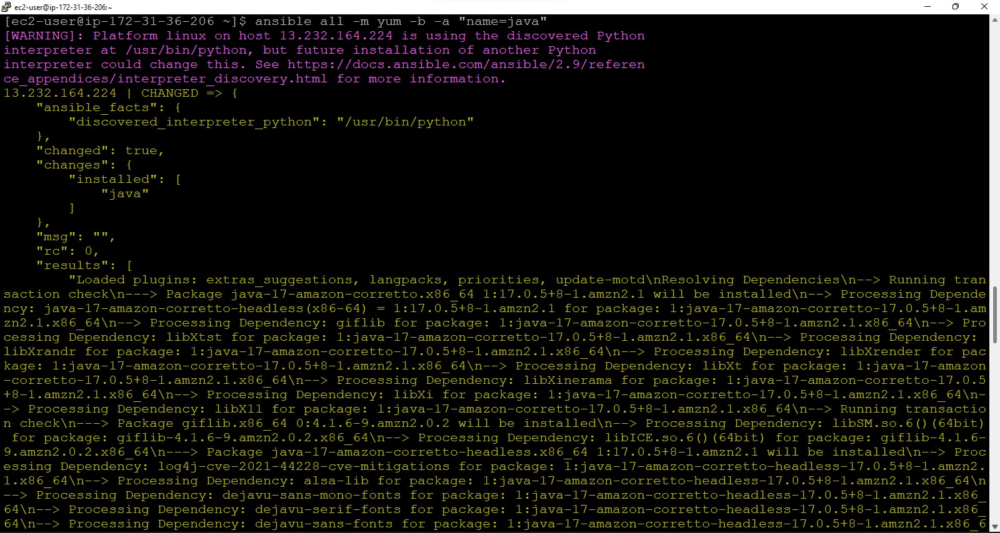 ec2-user@ip-172-31-36-206:~
[ec2-user@ip-172-31-36-206 ~]$ ansible all -m yum -b -a "name=java"
[WARNING]: Platform linux on host 13.232.164.224 is using the discovered Python
interpreter at /usr/bin/python, but future installation of another Python
interpreter could change this. See https://docs.ansible.com/ansible/2.9/referen
ce_appendices/interpreter_discovery.html for more information.
13.232.164.224 | CHANGED => {
    "ansible_facts": {
        "discovered_interpreter_python": "/usr/bin/python"
    },
    "changed": true,
    "changes": {
        "installed": [
            "java"
        ]
    },
    "msg": "",
    "rc": 0,
    "results": [
        "Loaded plugins: extras_suggestions, langpacks, priorities, update-motd\nResolving Dependencies\n--> Running tran
saction check\n---> Package java-17-amazon-corretto.x86_64 1:17.0.5+8-1.amzn2.1 will be installed\n--> Processing Depende
ncy: java-17-amazon-corretto-headless(x86-64) = 1:17.0.5+8-1.amzn2.1 for package: 1:java-17-amazon-corretto-17.0.5+8-1.am
zn2.1.x86_64\n--> Processing Dependency: giflib for package: 1:java-17-amazon-corretto-17.0.5+8-1.amzn2.1.x86_64\n--> Pro
cessing Dependency: libXtst for package: 1:java-17-amazon-corretto-17.0.5+8-1.amzn2.1.x86_64\n--> Processing Dependency:
libXrandr for package: 1:java-17-amazon-corretto-17.0.5+8-1.amzn2.1.x86_64\n--> Processing Dependency: libXrender for pac
kage: 1:java-17-amazon-corretto-17.0.5+8-1.amzn2.1.x86_64\n--> Processing Dependency: libXt for package: 1:java-17-amazon
-corretto-17.0.5+8-1.amzn2.1.x86_64\n--> Processing Dependency: libXinerama for package: 1:java-17-amazon-corretto-17.0.5
+8-1.amzn2.1.x86_64\n--> Processing Dependency: libXi for package: 1:java-17-amazon-corretto-17.0.5+8-1.amzn2.1.x86_64\n-
-> Processing Dependency: libX11 for package: 1:java-17-amazon-corretto-17.0.5+8-1.amzn2.1.x86_64\n--> Running transactio
n check\n---> Package giflib.x86_64 0:4.1.6-9.amzn2.0.2 will be installed\n--> Processing Dependency: libSM.so.6()(64bit)
 for package: giflib-4.1.6-9.amzn2.0.2.x86_64\n--> Processing Dependency: libICE.so.6()(64bit) for package: giflib-4.1.6-
9.amzn2.0.2.x86_64\n---> Package java-17-amazon-corretto-headless.x86_64 1:17.0.5+8-1.amzn2.1 will be installed\n--> Proc
essing Dependency: log4j-cve-2021-44228-cve-mitigations for package: 1:java-17-amazon-corretto-headless-17.0.5+8-1.amzn2.
1.x86_64\n--> Processing Dependency: alsa-lib for package: 1:java-17-amazon-corretto-headless-17.0.5+8-1.amzn2.1.x86_64\n
--> Processing Dependency: dejavu-sans-mono-fonts for package: 1:java-17-amazon-corretto-headless-17.0.5+8-1.amzn2.1.x86_
64\n--> Processing Dependency: dejavu-serif-fonts for package: 1:java-17-amazon-corretto-headless-17.0.5+8-1.amzn2.1.x86_
64\n--> Processing Dependency: dejavu-sans-fonts for package: 1:java-17-amazon-corretto-headless-17.0.5+8-1.amzn2.1.x86_6